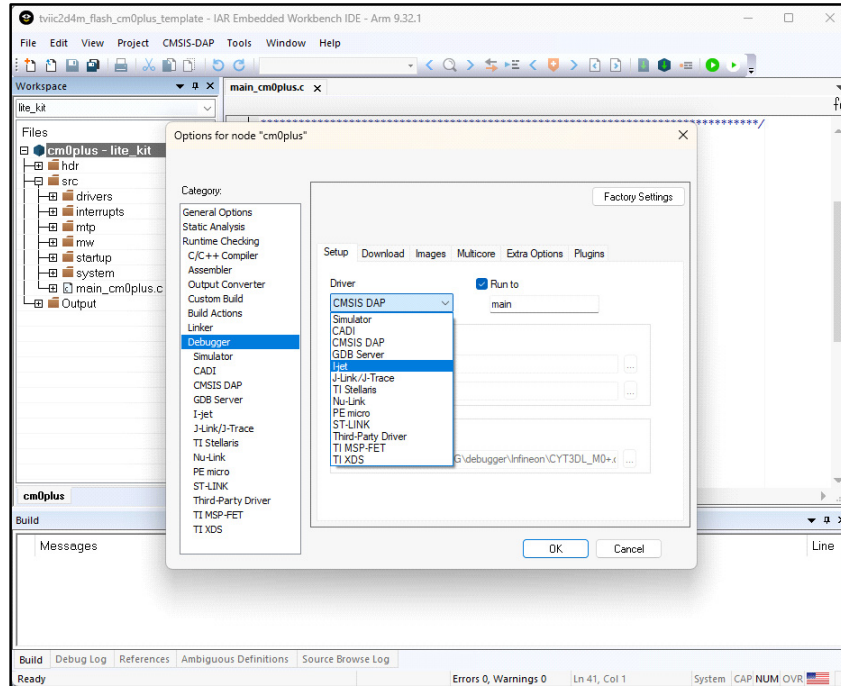 tviic2d4m_flash_cm0plus_template - IAR Embedded Workbench IDE - Arm 9.32.1
File Edit View Project CMSIS-DAP Tools Window Help
Workspace
main_cm0plus.c
lite_kit
Files
cm0plus - lite_kit
hdr
src
drivers
interrupts
mtp
mw
startup
system
main_cm0plus.c
Output
cm0plus
**/
Options for node "cm0plus"
Category:
General Options
Static Analysis
Runtime Checking
C/C++ Compiler
Assembler
Output Converter
Custom Build
Build Actions
Linker
Debugger
Simulator
CADI
CMSIS DAP
GDB Server
I-jet
J-Link/J-Trace
TI Stellaris
Nu-Link
PE micro
ST-LINK
Third-Party Driver
TI MSP-FET
TI XDS
Factory Settings
Setup Download Images Multicore Extra Options Plugins
Driver
CMSIS DAP
Run to
main
Simulator
CADI
CMSIS DAP
GDB Server
I-jet
J-Link/J-Trace
TI Stellaris
Nu-Link
PE micro
ST-LINK
Third-Party Driver
TI MSP-FET
TI XDS
...
...
G\debugger\Infineon\CYT3DL_M0+.c
...
OK Cancel
Build
Messages
Line
Build Debug Log References Ambiguous Definitions Source Browse Log
Ready
Errors 0, Warnings 0
Ln 41, Col 1
System CAP NUM OVR